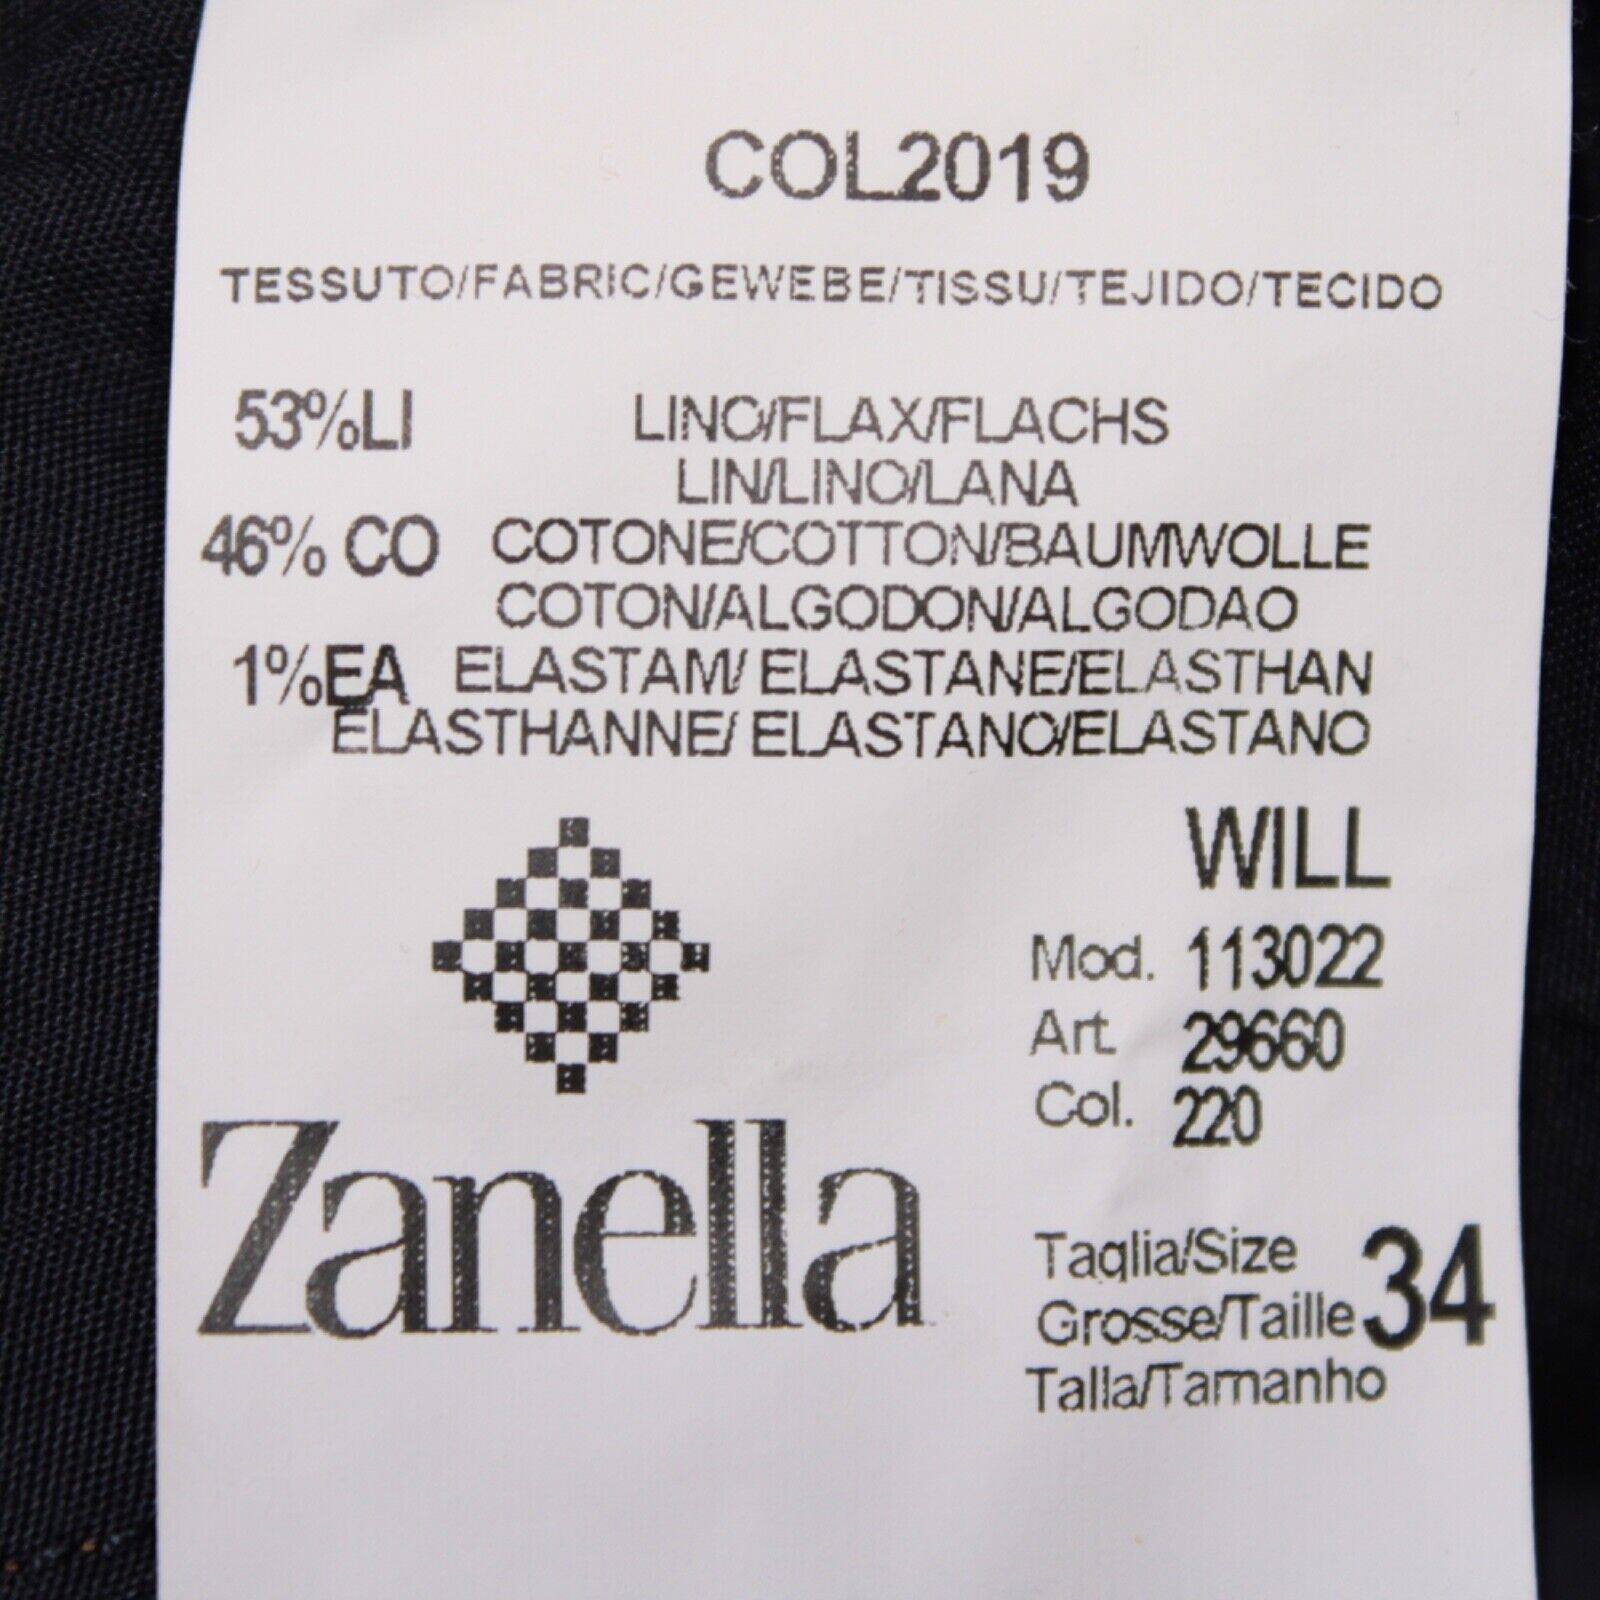 COL2019
TESSUTO/FABRIC/GEWEBE/TISSU/TEJIDO/TECIDO
53%LI LINO/FLAX/FLACHS
LIN/LINO/LANA
46% CO COTONE/COTTON/BAUMWOLLE
COTON/ALGODON/ALGODAO
1%EA ELASTAM/ ELASTANE/ELASTHAN
ELASTHANNE/ ELASTANO/ELASTANO
WILL
Mod. 113022
Art. 29660
Col. 220
Zanella
Taglia/Size
Grosse/Taille 34
Talla/Tamanho